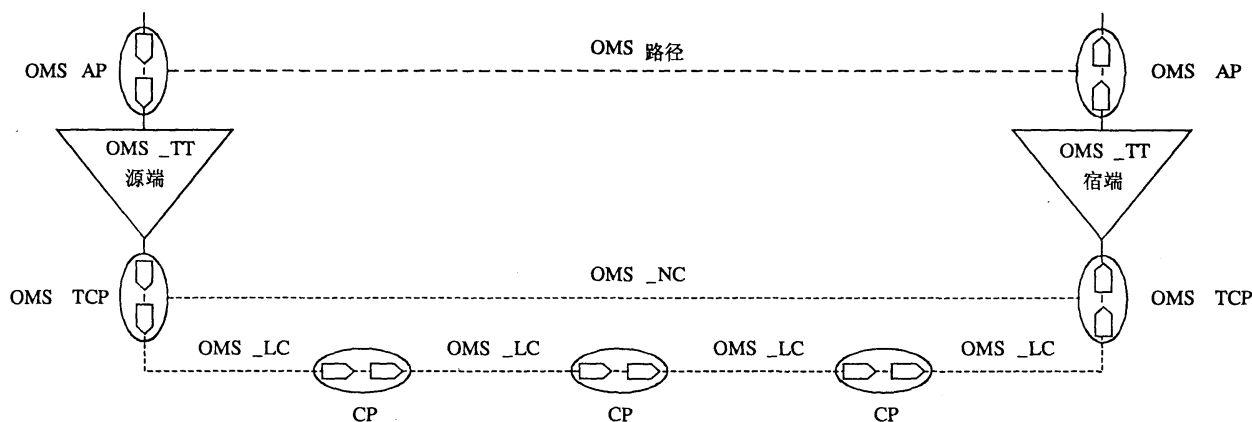 OMS 路径
OMS AP
OMS AP
OMS _TT
源端
OMS _TT
宿端
OMS TCP
OMS _NC
OMS TCP
OMS _LC
OMS _LC
OMS _LC
OMS _LC
CP
CP
CP